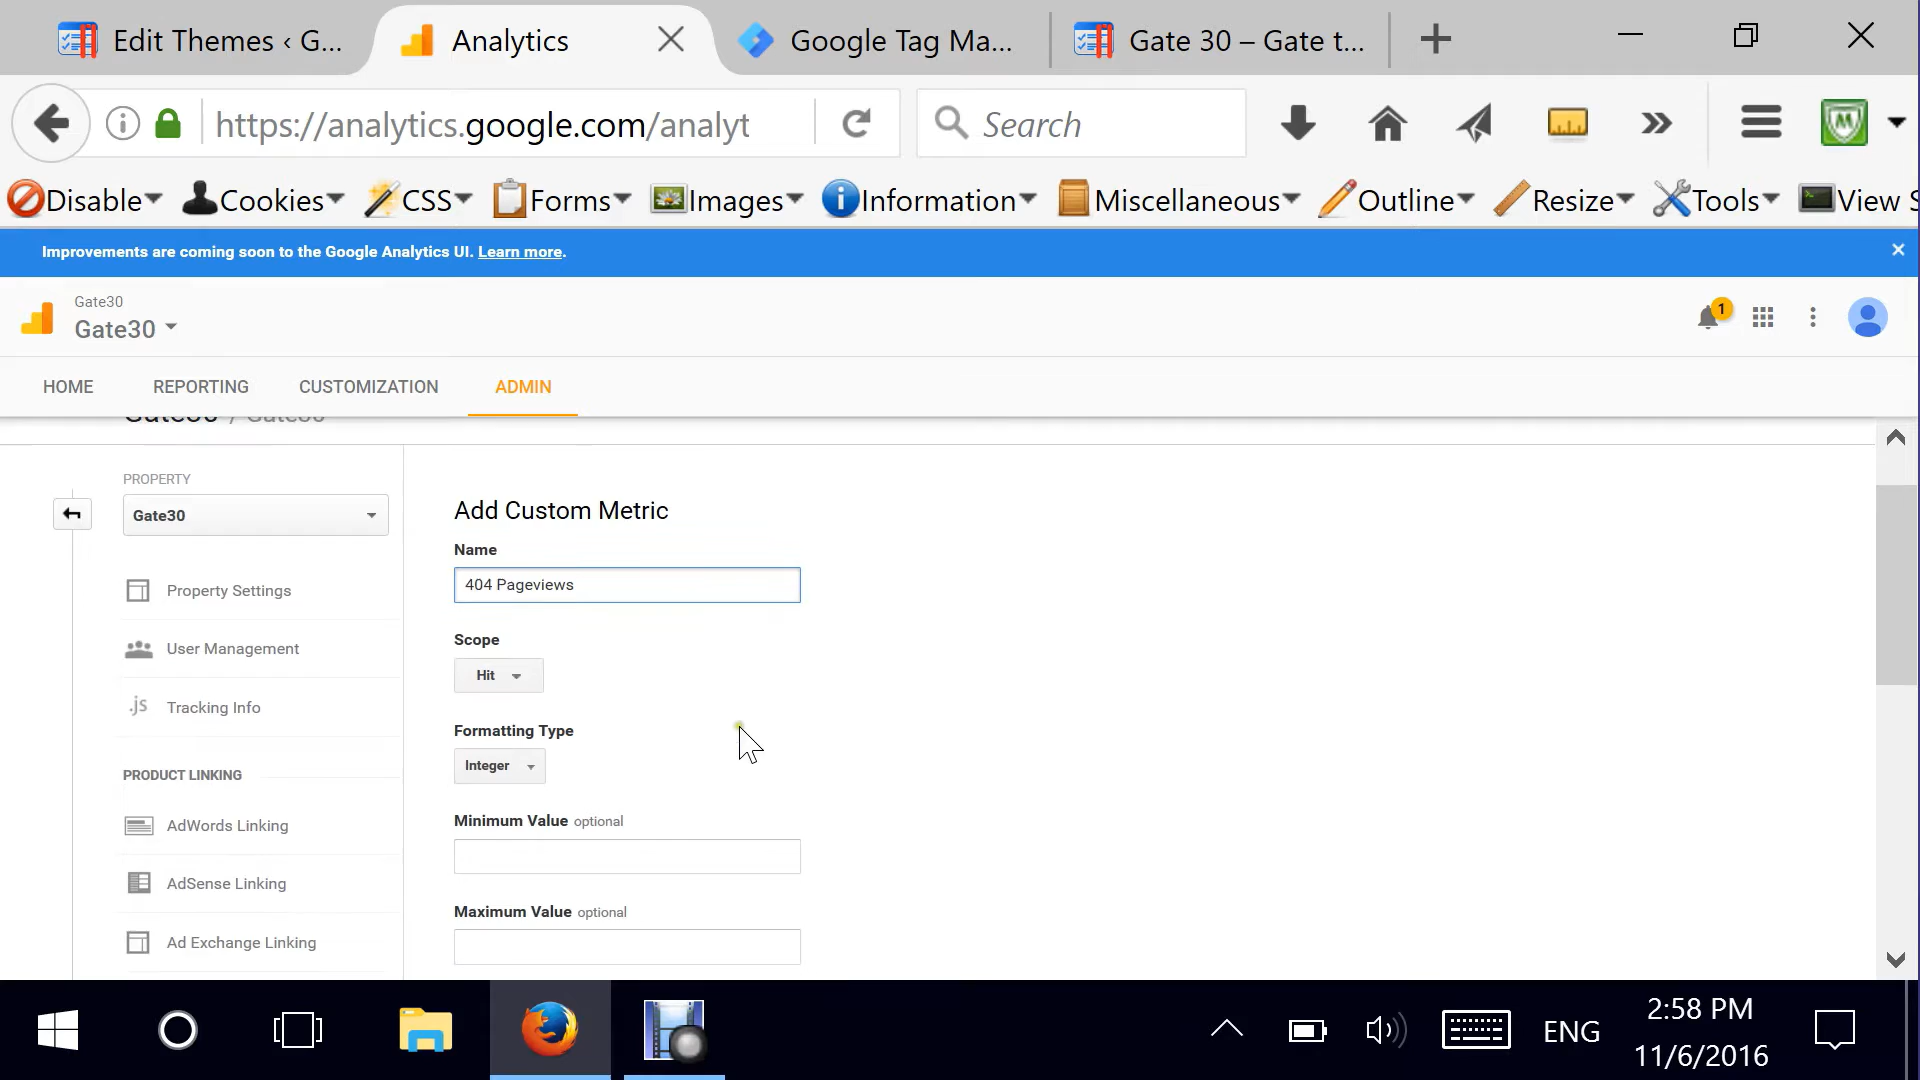 Edit Themes ‹ G...
Analytics
Google Tag Ma...
Gate 30 – Gate t...
https://analytics.google.com/analyt
Search
Disable
Cookies
CSS
Forms
Images
Information
Miscellaneous
Outline
Resize
Tools
View S
Improvements are coming soon to the Google Analytics UI. Learn more.
Gate30
Gate30
1
HOME
REPORTING
CUSTOMIZATION
ADMIN
Gate30 / Gate30
PROPERTY
Gate30
Property Settings
User Management
.js
Tracking Info
PRODUCT LINKING
AdWords Linking
AdSense Linking
Ad Exchange Linking
Add Custom Metric
Name
404 Pageviews
Scope
Hit
Formatting Type
Integer
Minimum Value optional
Maximum Value optional
ENG
2:58 PM
11/6/2016